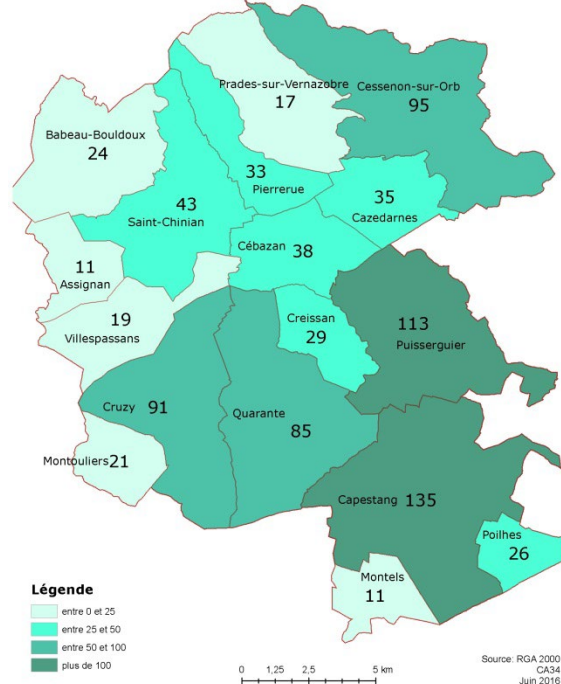 Prades-sur-Vernazobre
17
Cessenon-sur-Orb
95
Babeau-Bouldoux
24
33
Pierrerue
35
Cazedarnes
43
Saint-Chinian
Cébazan
38
11
Assignan
19
Villespassans
Creissan
29
113
Puisserguier
Cruzy 91
Quarante
85
Montouliers 21
Capestang 135
Poilhes
26
Montels
11
Légende
entre 0 et 25
entre 25 et 50
entre 50 et 100
plus de 100
0 1,25 2,5 5 km
Source: RGA 2000
CA34
Juin 2016